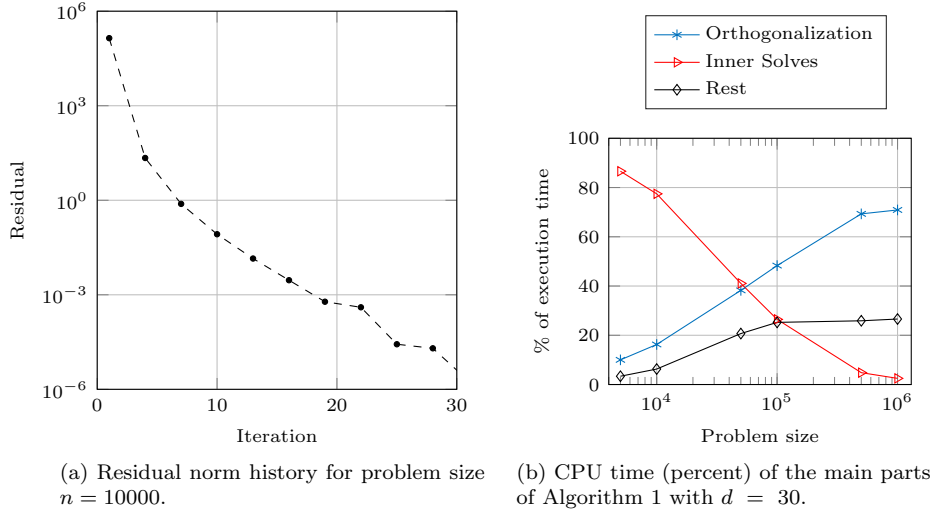 10^6
10^3
10^0
10^−3
10^−6
Residual
0
10
20
30
Iteration
(a) Residual norm history for problem size
n = 10000.
Orthogonalization
Inner Solves
Rest
100
80
60
40
20
0
% of execution time
10^4
10^5
10^6
Problem size
(b) CPU time (percent) of the main parts
of Algorithm 1 with d = 30.